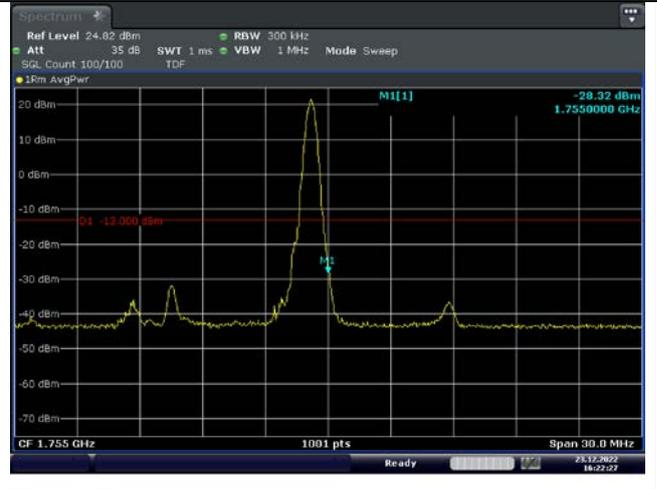 Spectrum
Ref Level 24.82 dBm RBW 300 kHz
Att 35 dB SWT 1 ms VBW 1 MHz Mode Sweep
SGL Count 100/100 TDF
1Rm AvgPwr
M1[1] -28.32 dBm
1.7550000 GHz
20 dBm
10 dBm
0 dBm
-10 dBm
D1 -13.000 dBm
-20 dBm
M1
-30 dBm
-40 dBm
-50 dBm
-60 dBm
-70 dBm
CF 1.755 GHz 1001 pts Span 30.0 MHz
Ready 23.12.2022
16:22:27